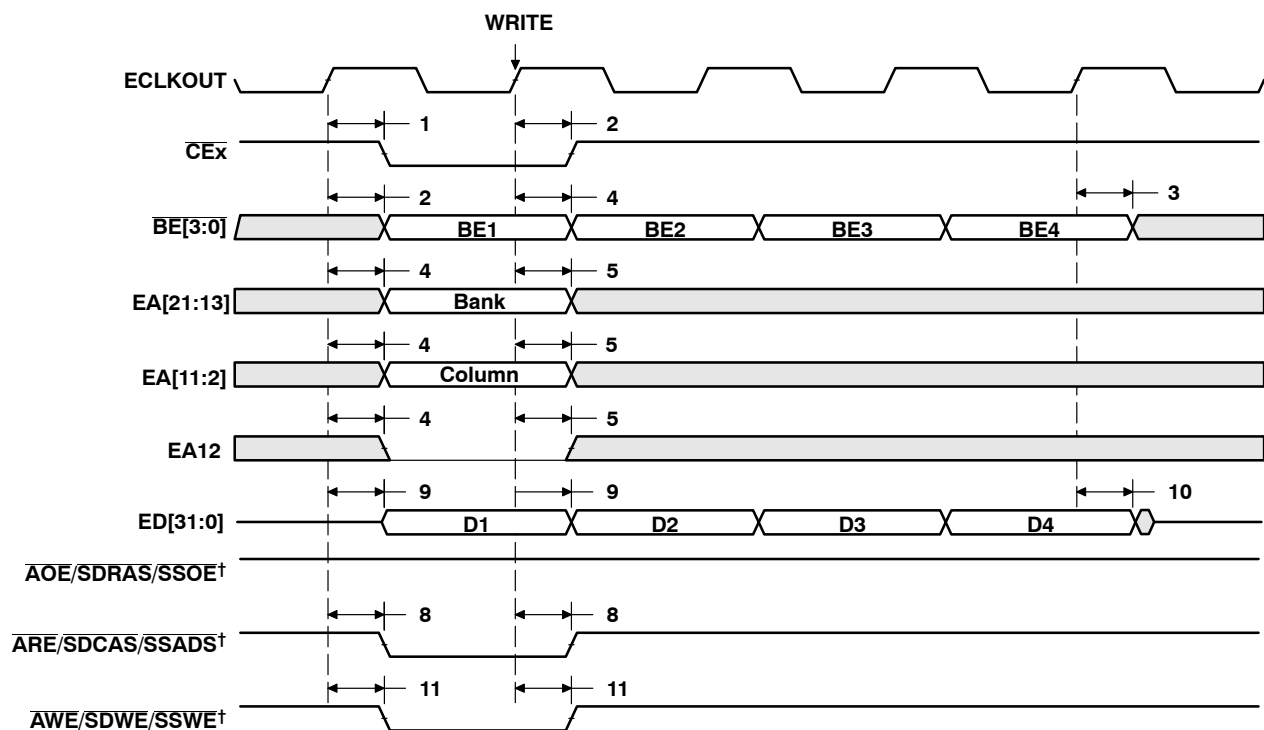 WRITE
ECLKOUT
1 2
CEx
2 4 3
BE[3:0] BE1 BE2 BE3 BE4
4 5
EA[21:13] Bank
4 5
EA[11:2] Column
4 5
EA12
9 9 10
ED[31:0] D1 D2 D3 D4
AOE/SDRAS/SSOE†
8 8
ARE/SDCAS/SSADS†
11 11
AWE/SDWE/SSWE†